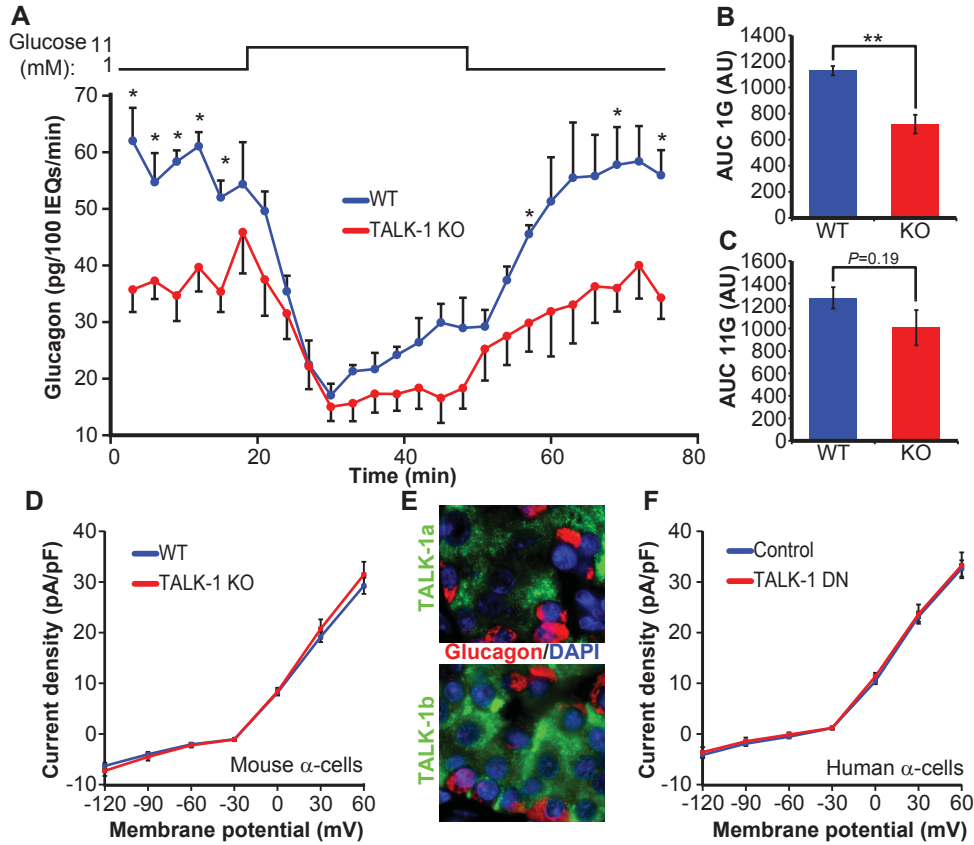 A
Glucose 11
(mM): 1
70
60
50
40
30
20
10
Glucagon (pg/100 IEQs/min)
* * * * * * * *
WT
TALK-1 KO
0 20 40 60 80
Time (min)
B
**
1400
1200
1000
800
600
400
200
0
AUC 1G (AU)
WT KO
C
P=0.19
1600
1400
1200
1000
800
600
400
200
0
AUC 11G (AU)
WT KO
D
WT
TALK-1 KO
40
30
20
10
0
-10
Current density (pA/pF)
Mouse α-cells
-120 -90 -60 -30 0 30 60
Membrane potential (mV)
E
TALK-1a
Glucagon/DAPI
TALK-1b
F
Control
TALK-1 DN
40
30
20
10
0
-10
Current density (pA/pF)
Human α-cells
-120 -90 -60 -30 0 30 60
Membrane potential (mV)